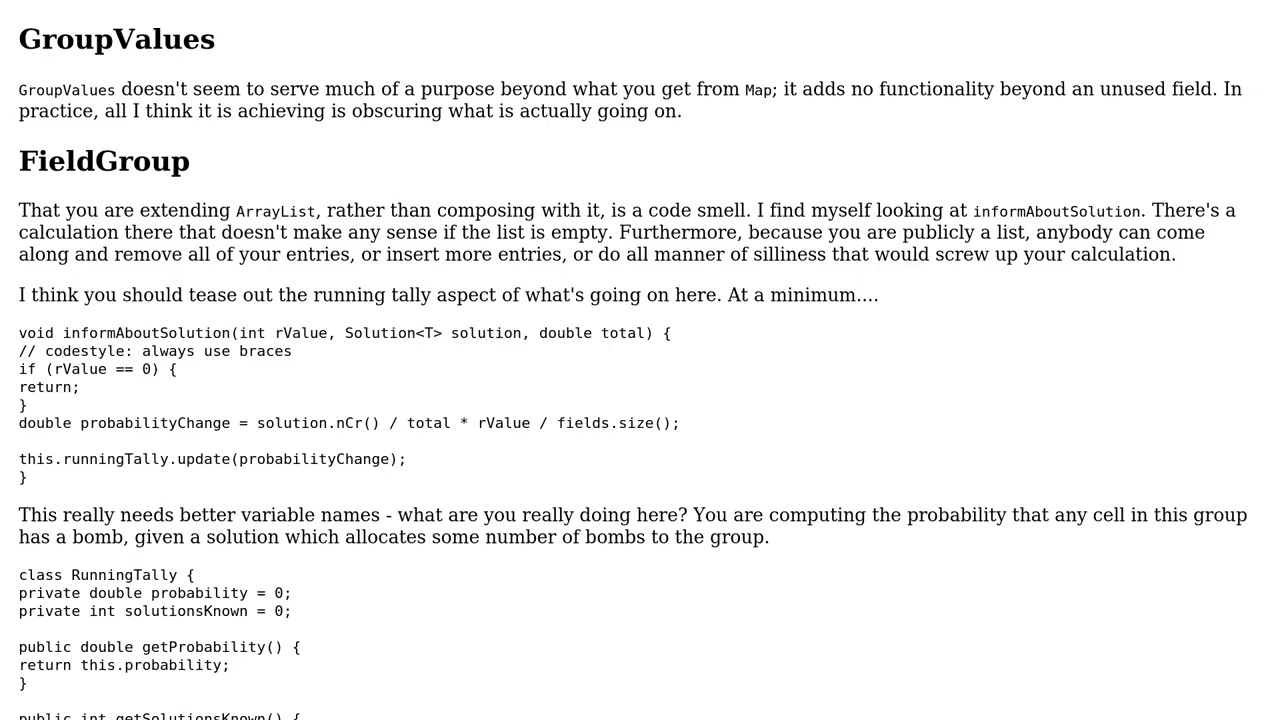 GroupValues
GroupValues doesn't seem to serve much of a purpose beyond what you get from Map; it adds no functionality beyond an unused field. In
practice, all I think it is achieving is obscuring what is actually going on.
FieldGroup
That you are extending ArrayList, rather than composing with it, is a code smell. I find myself looking at informAboutSolution. There's a
calculation there that doesn't make any sense if the list is empty. Furthermore, because you are publicly a list, anybody can come
along and remove all of your entries, or insert more entries, or do all manner of silliness that would screw up your calculation.
I think you should tease out the running tally aspect of what's going on here. At a minimum....
void informAboutSolution(int rValue, Solution<T> solution, double total) {
// codestyle: always use braces
if (rValue == 0) {
return;
}
double probabilityChange = solution.nCr() / total * rValue / fields.size();
this.runningTally.update(probabilityChange);
}
This really needs better variable names - what are you really doing here? You are computing the probability that any cell in this group
has a bomb, given a solution which allocates some number of bombs to the group.
class RunningTally {
private double probability = 0;
private int solutionsKnown = 0;
public double getProbability() {
return this.probability;
}
public int getSolutionsKnown() {